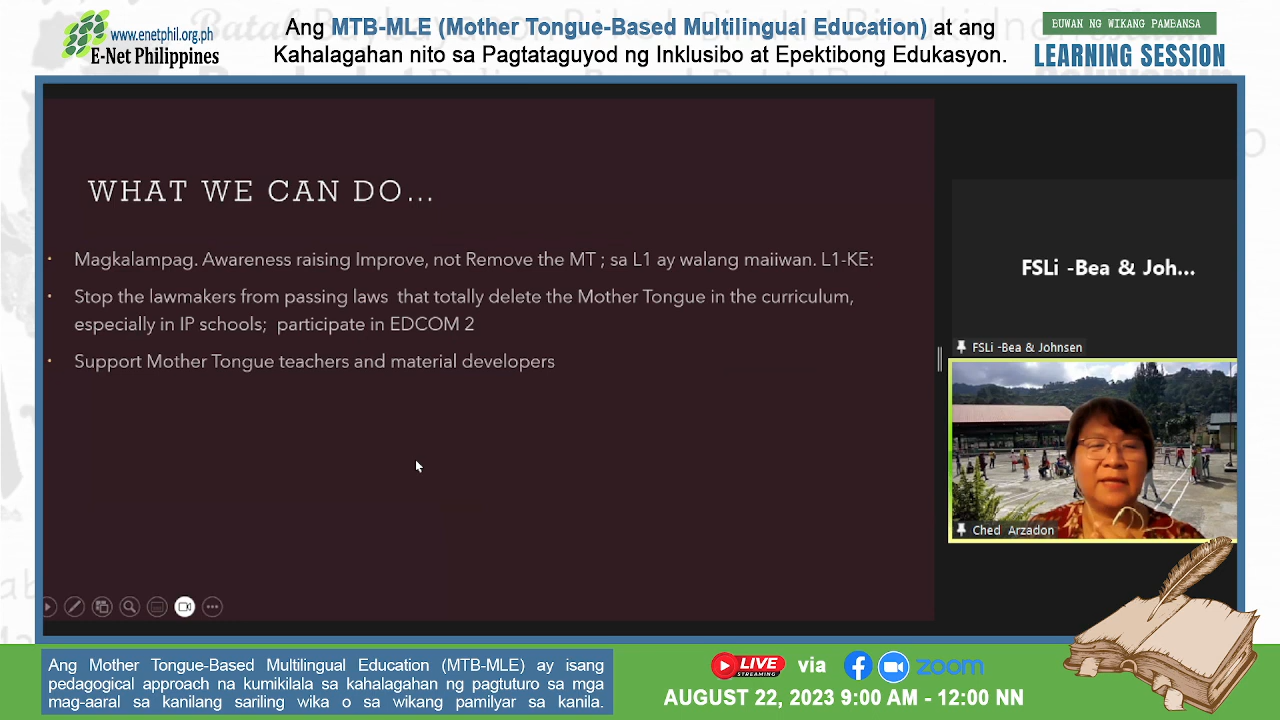 www.enetphil.org.ph
E-Net Philippines
Ang MTB-MLE (Mother Tongue-Based Multilingual Education) at ang
Kahalagahan nito sa Pagtataguyod ng Inklusibo at Epektibong Edukasyon.
BUWAN NG WIKANG PAMBANSA
LEARNING SESSION
WHAT WE CAN DO...
• Magkalampag. Awareness raising Improve, not Remove the MT ; sa L1 ay walang maiiwan. L1-KE:
• Stop the lawmakers from passing laws that totally delete the Mother Tongue in the curriculum,
especially in IP schools; participate in EDCOM 2
• Support Mother Tongue teachers and material developers
FSLi -Bea & Joh...
FSLi -Bea & Johnsen
Ched Arzadon
Ang Mother Tongue-Based Multilingual Education (MTB-MLE) ay isang
pedagogical approach na kumikilala sa kahalagahan ng pagtuturo sa mga
mag-aaral sa kanilang sariling wika o sa wikang pamilyar sa kanila.
LIVE
STREAMING
via
zoom
AUGUST 22, 2023 9:00 AM - 12:00 NN